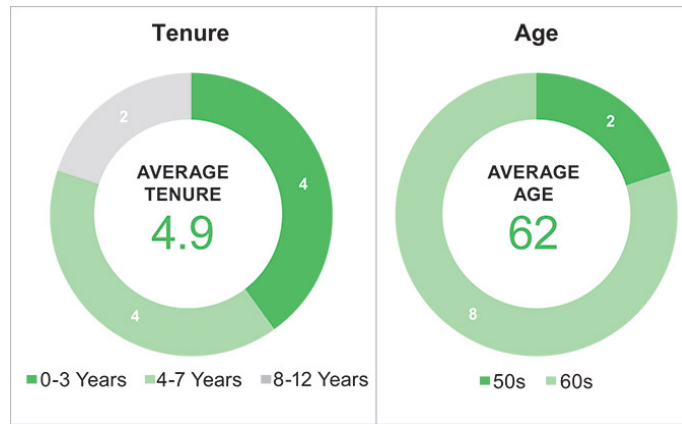 Tenure
2
4
AVERAGE
TENURE
4.9
4
0-3 Years 4-7 Years 8-12 Years
Age
2
AVERAGE
AGE
62
8
50s 60s